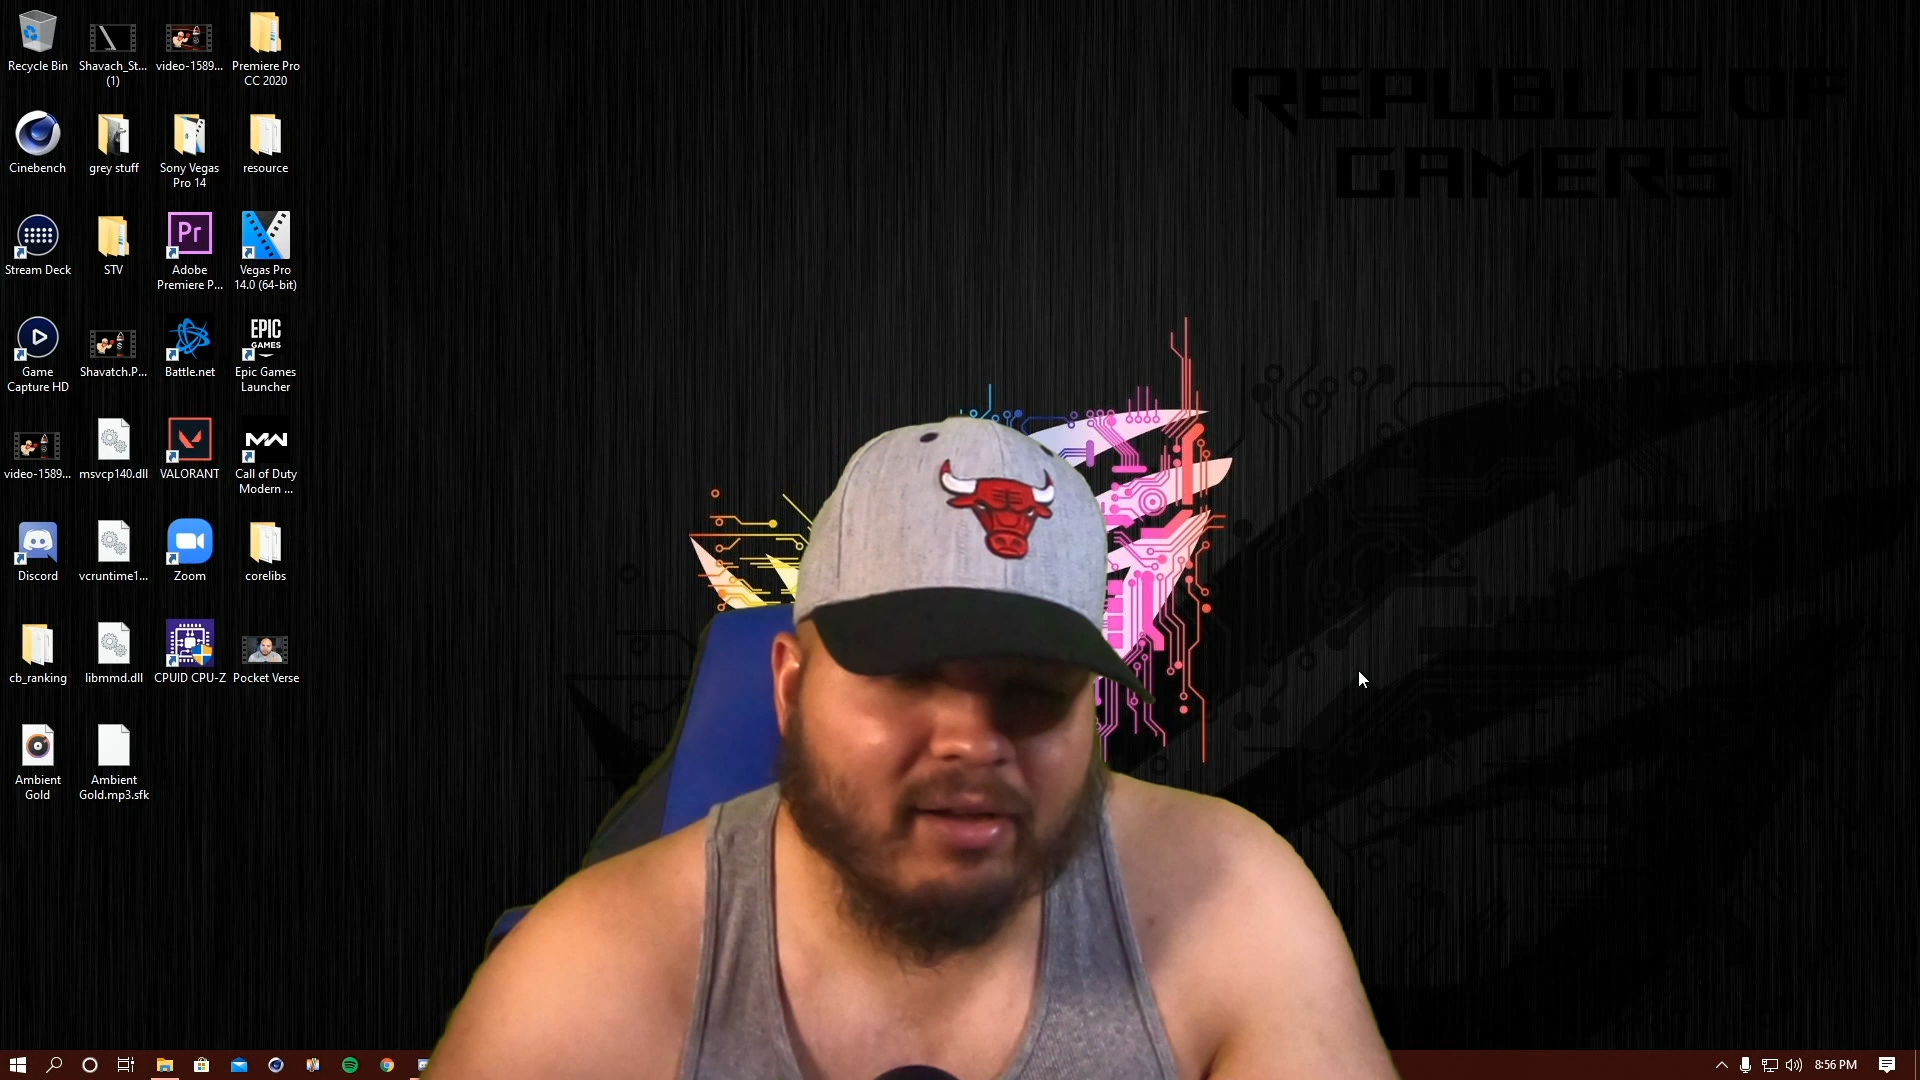 REPUBLIC OF
GAMERS
Recycle Bin
Shavach_St...
(1)
video-1589...
Premiere Pro
CC 2020
Cinebench
grey stuff
Sony Vegas
Pro 14
resource
Stream Deck
STV
Pr
Adobe
Premiere P...
Vegas Pro
14.0 (64-bit)
Game
Capture HD
Shavatch.P...
Battle.net
EPIC
GAMES
Epic Games
Launcher
video-1589...
msvcp140.dll
VALORANT
MW
Call of Duty
Modern ...
Discord
vcruntime1...
Zoom
corelibs
cb_ranking
libmmd.dll
CPUID CPU-Z
Pocket Verse
Ambient
Gold
Ambient
Gold.mp3.sfk
8:56 PM